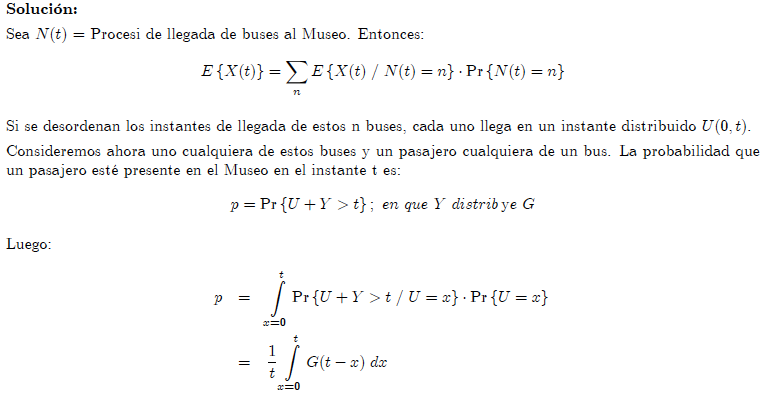 Solución:
Sea N(t) = Procesi de llegada de buses al Museo. Entonces:
E {X(t)} = ∑ₙ E {X(t) / N(t) = n} · Pr {N(t) = n}
Si se desordenan los instantes de llegada de estos n buses, cada uno llega en un instante distribuido U(0, t).
Consideremos ahora uno cualquiera de estos buses y un pasajero cualquiera de un bus. La probabilidad que
un pasajero esté presente en el Museo en el instante t es:
p = Pr {U + Y > t} ; en que Y distribye G
Luego:
p = ∫_{x=0}^{t} Pr {U + Y > t / U = x} · Pr {U = x}
= 1/t ∫_{x=0}^{t} G(t − x) dx